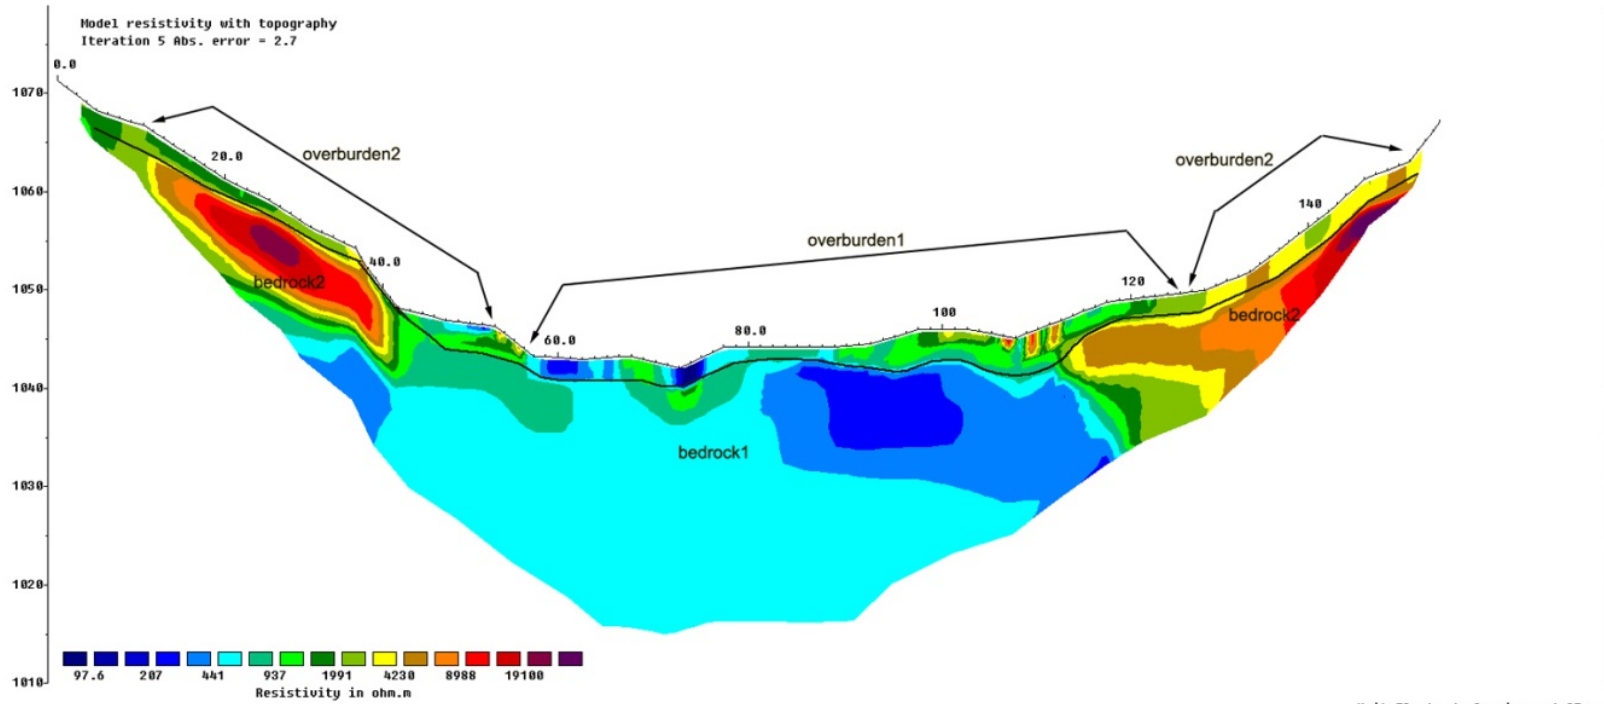 Model resistivity with topography
Iteration 5 Abs. error = 2.7
0.0
1070
overburden2
overburden2
20.0
1060
140
overburden1
40.0
bedrock2
120
1050
bedrock2
100
80.0
60.0
1040
bedrock1
1030
1020
97.6 207 441 937 1991 4230 8988 19100
1010
Resistivity in ohm.m